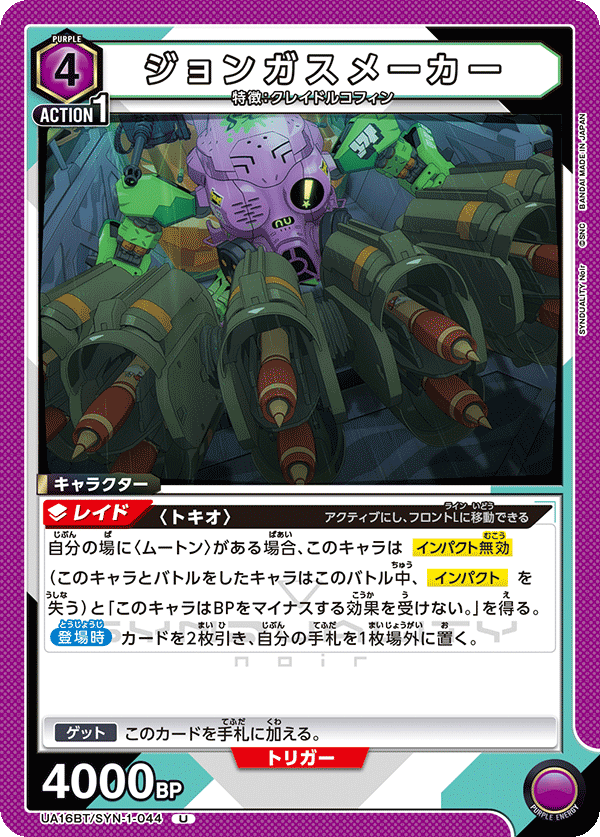 PURPLE
4
ACTION 1
ジョンガスメーカー
特徴：クレイドルコフィン
BANDAI MADE IN JAPAN
©SNC
SYNDUALITY Noir
NU
キャラクター
レイド 〈トキオ〉 アクティブにし、フロントLに移動できる
自分の場に〈ムートン〉がある場合、このキャラは インパクト無効
（このキャラとバトルをしたキャラはこのバトル中、 インパクト を
失う）と「このキャラはBPをマイナスする効果を受けない。」を得る。
登場時 カードを2枚引き、自分の手札を1枚場外に置く。
SYNDUALITY
noir
ゲット このカードを手札に加える。
トリガー
4000BP
UA16BT/SYN-1-044 U
PURPLE ENERGY